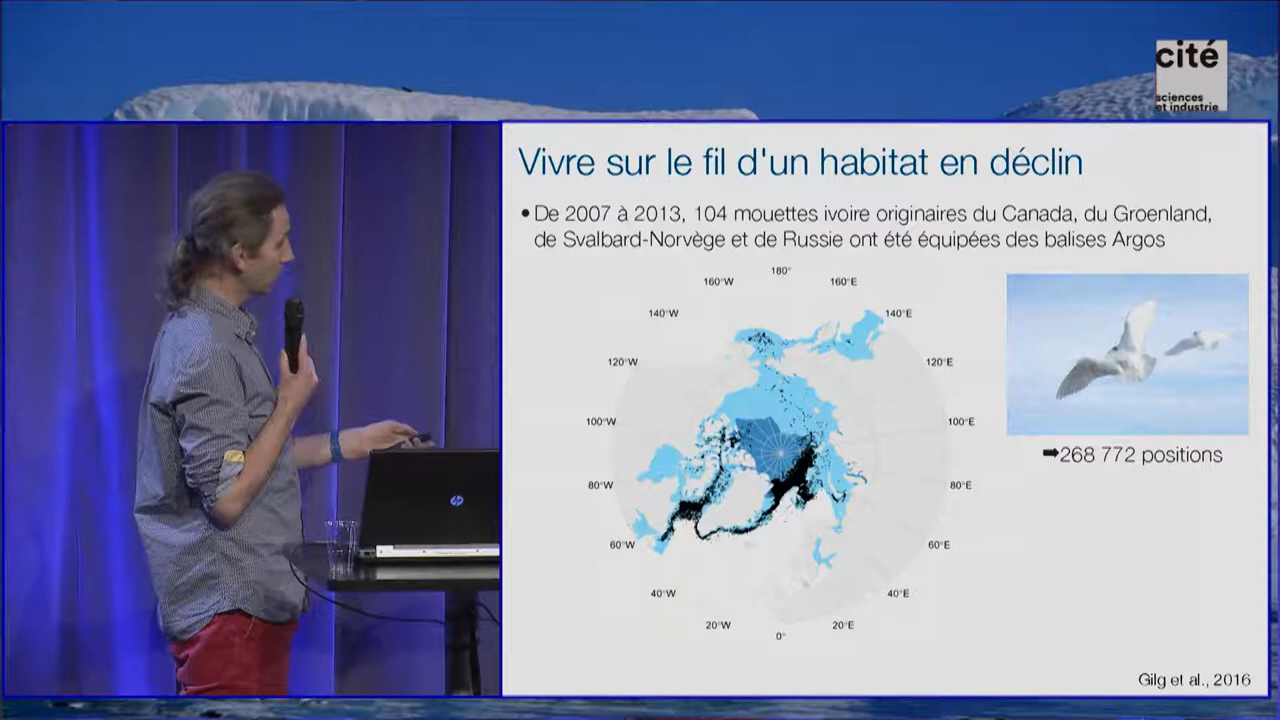 cité
sciences
et industrie
Vivre sur le fil d'un habitat en déclin
• De 2007 à 2013, 104 mouettes ivoire originaires du Canada, du Groenland,
de Svalbard-Norvège et de Russie ont été équipées des balises Argos
180°
160°W
160°E
140°W
140°E
120°W
120°E
100°W
100°E
➡268 772 positions
80°W
80°E
60°W
60°E
40°W
40°E
20°W
20°E
0°
Gilg et al., 2016
hp